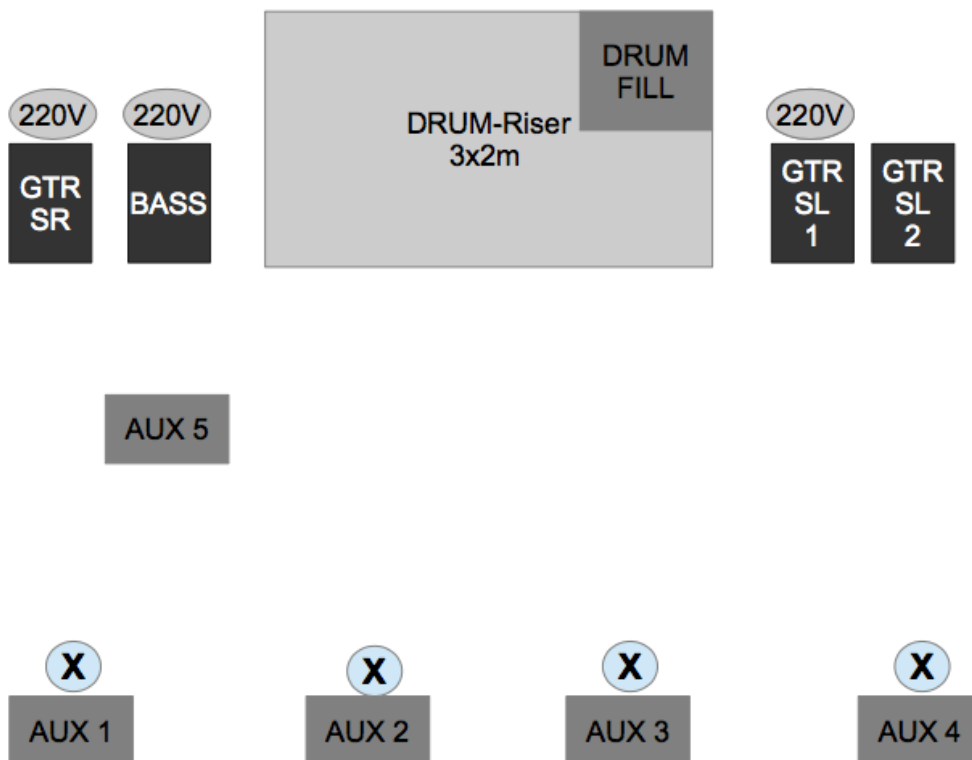 DRUM
FILL
220V
220V
DRUM-Riser
3x2m
220V
GTR
SR
BASS
GTR
SL
1
GTR
SL
2
AUX 5
X
X
X
X
AUX 1
AUX 2
AUX 3
AUX 4